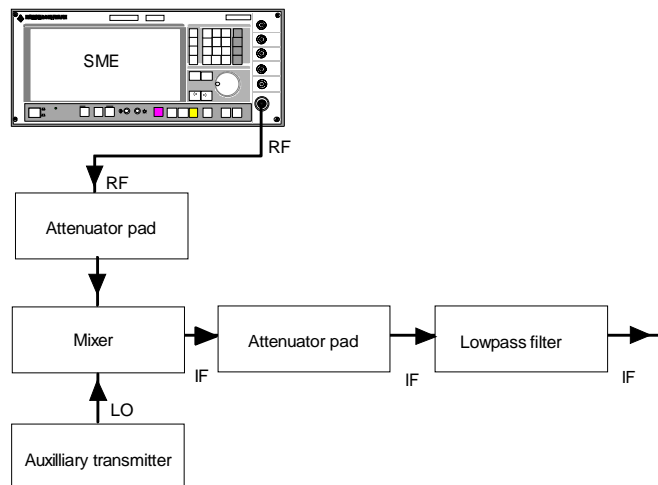 SME
RF
RF
Attenuator pad
Mixer
Attenuator pad
Lowpass filter
IF
IF
IF
LO
Auxilliary transmitter